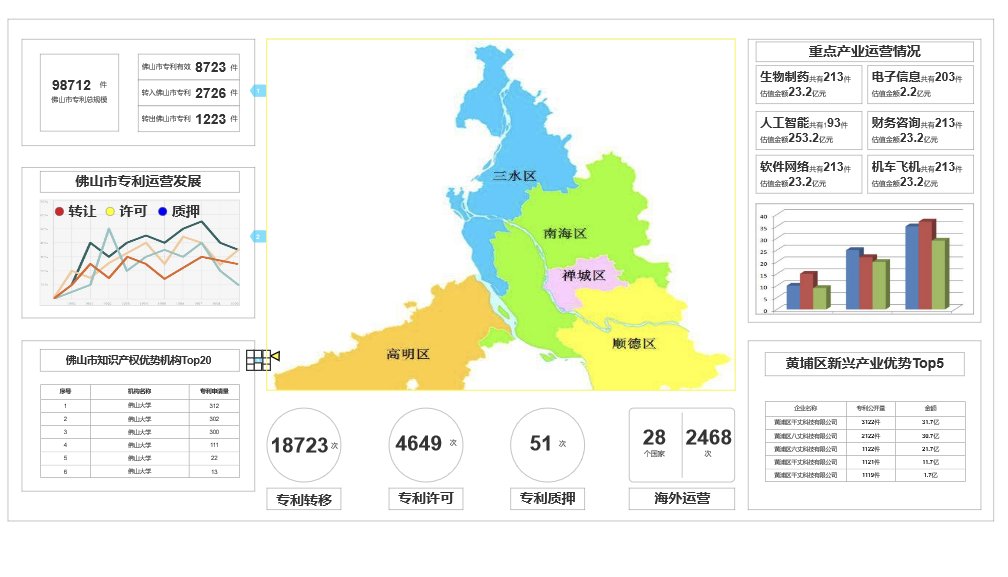 98712 件
佛山市专利总规模
佛山市专利有效 8723 件
转入佛山市专利 2726 件
转出佛山市专利 1223 件
1
佛山市专利运营发展
转让 许可 质押
2
佛山市知识产权优势机构Top20
序号 机构名称 专利申请量
1 佛山大学 312
2 佛山大学 302
3 佛山大学 300
4 佛山大学 111
5 佛山大学 22
6 佛山大学 13
三水区
南海区
禅城区
顺德区
高明区
18723 次
专利转移
4649 次
专利许可
51 次
专利质押
28
个国家
2468
次
海外运营
重点产业运营情况
生物制药共有213件
估值金额23.2亿元
电子信息共有203件
估值金额2.2亿元
人工智能共有193件
估值金额253.2亿元
财务咨询共有213件
估值金额23.2亿元
软件网络共有213件
估值金额23.2亿元
机车飞机共有213件
估值金额23.2亿元
40
35
30
25
20
15
10
5
0
黄埔区新兴产业优势Top5
企业名称 专利公开量 金额
黄埔区千丈科技有限公司 3122件 31.7亿
黄埔区八丈科技有限公司 2122件 30.7亿
黄埔区六丈科技有限公司 1122件 21.7亿
黄埔区千丈科技有限公司 1121件 11.7亿
黄埔区千丈科技有限公司 1119件 1.7亿